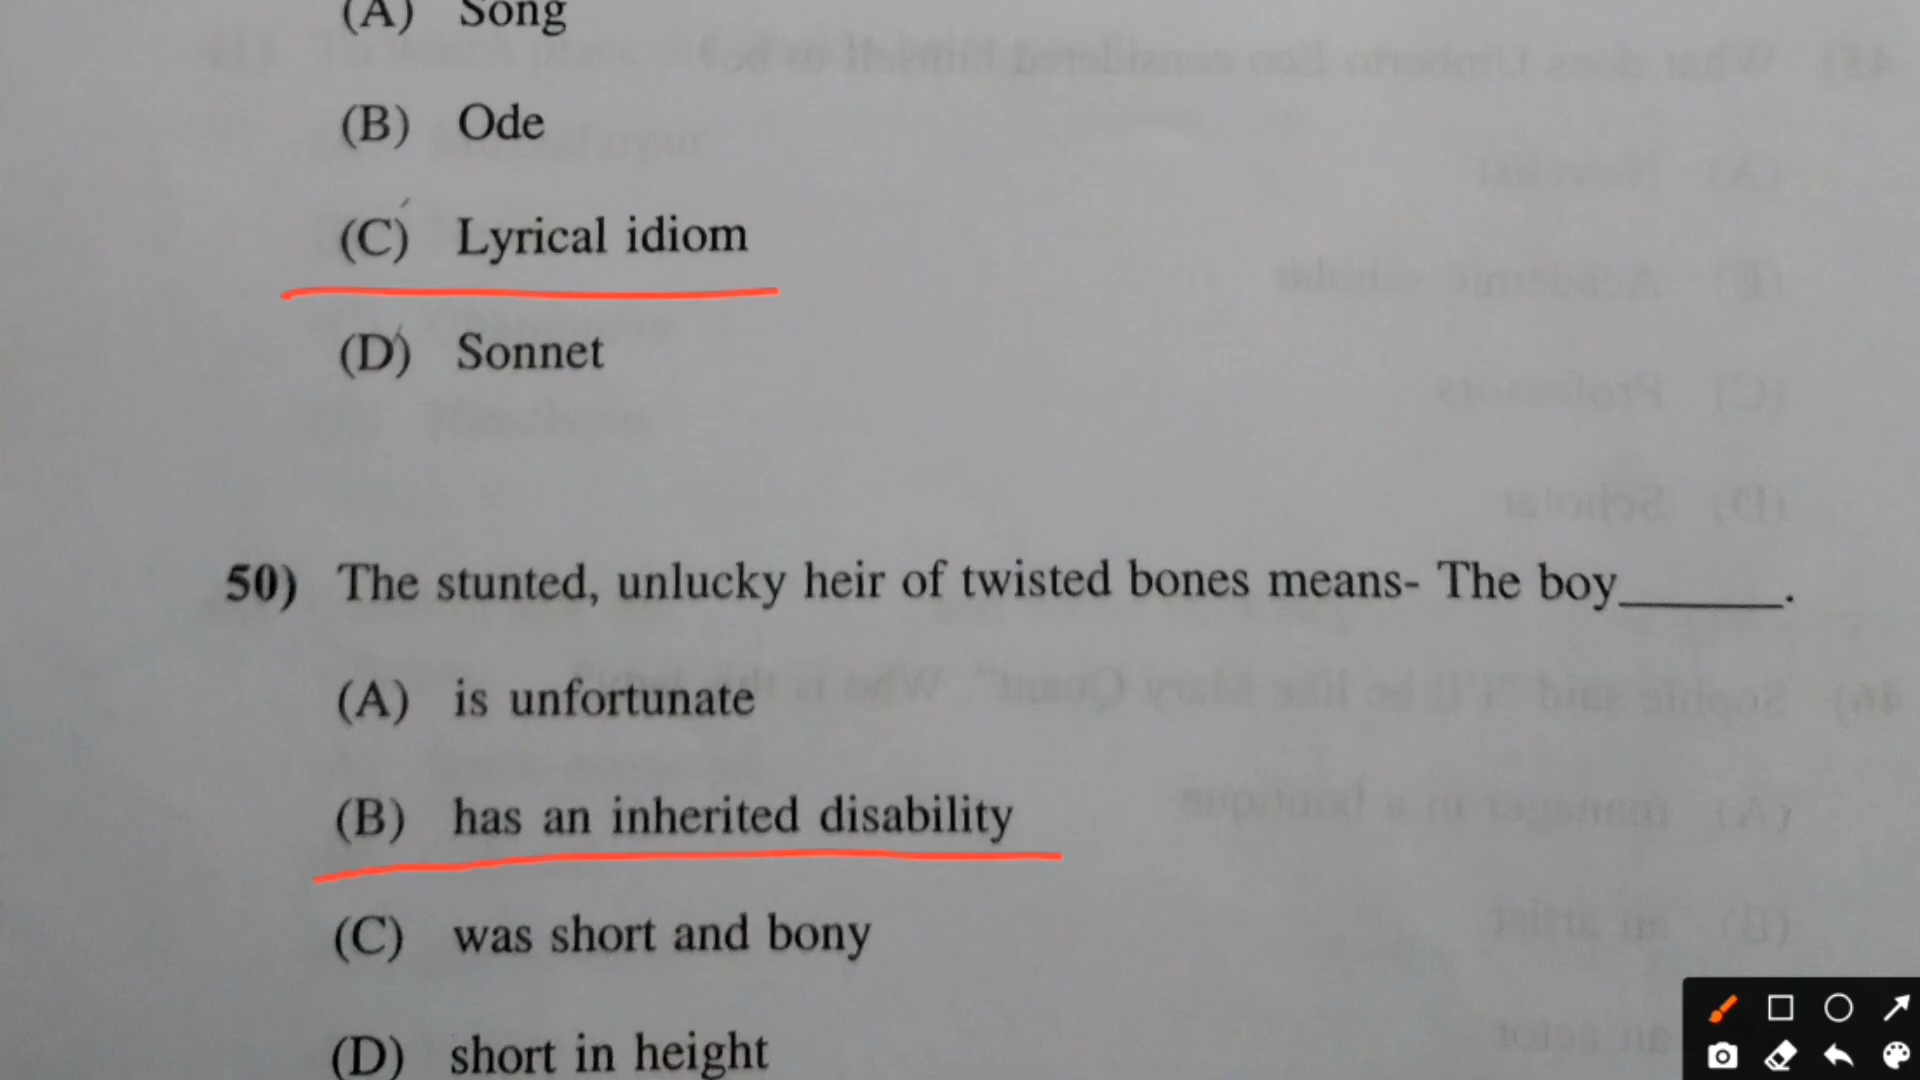 (A) Song
(B) Ode
(C) Lyrical idiom
(D) Sonnet
50) The stunted, unlucky heir of twisted bones means- The boy______.
(A) is unfortunate
(B) has an inherited disability
(C) was short and bony
(D) short in height